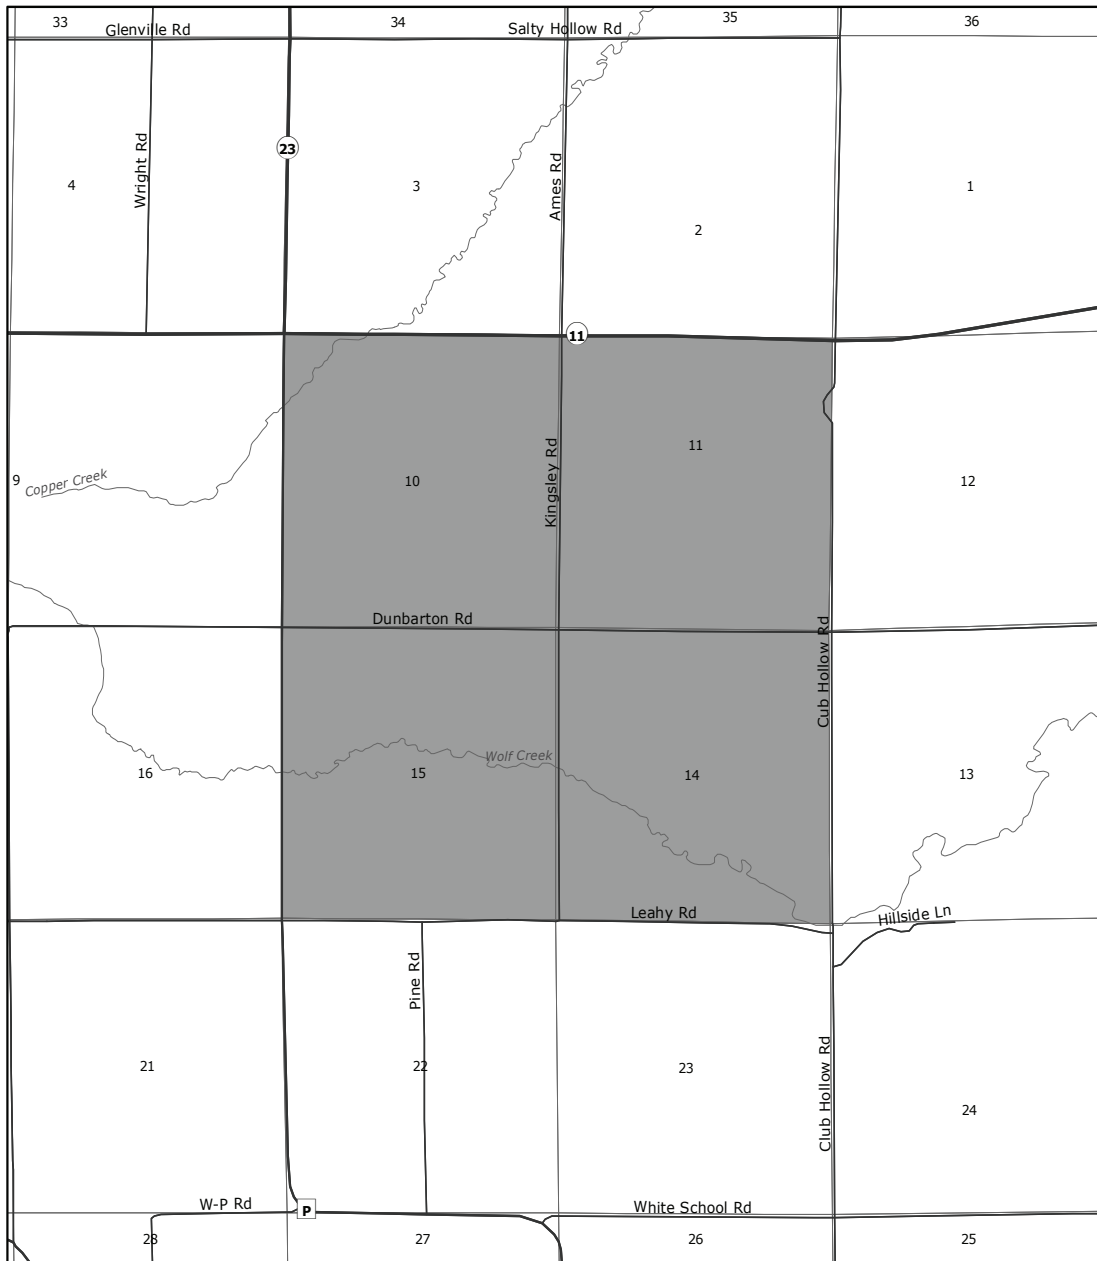 33
34
35
36
Glenville Rd
Salty Hollow Rd
Wright Rd
23
Ames Rd
4
3
1
2
11
11
Kingsley Rd
9
Copper Creek
10
12
Dunbarton Rd
Cub Hollow Rd
Wolf Creek
16
15
14
13
Leahy Rd
Hillside Ln
Pine Rd
Club Hollow Rd
21
22
23
24
W-P Rd
P
White School Rd
28
27
26
25